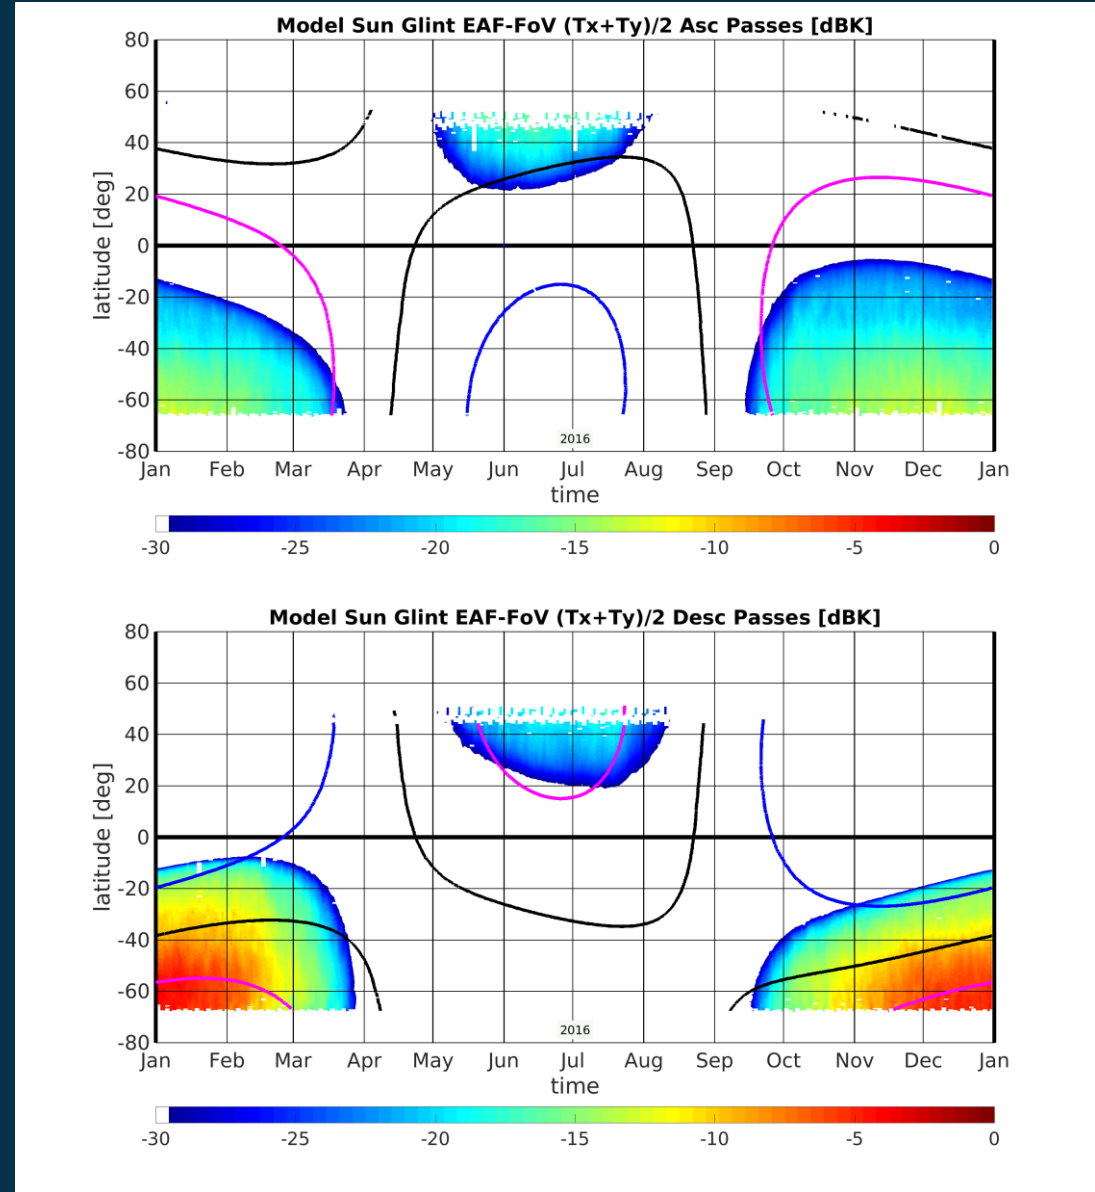 Model Sun Glint EAF-FoV (Tx+Ty)/2 Asc Passes [dBK]
80
60
40
20
0
-20
-40
-60
-80
latitude [deg]
2016
Jan Feb Mar Apr May Jun Jul Aug Sep Oct Nov Dec Jan
time
-30 -25 -20 -15 -10 -5 0
Model Sun Glint EAF-FoV (Tx+Ty)/2 Desc Passes [dBK]
80
60
40
20
0
-20
-40
-60
-80
latitude [deg]
2016
Jan Feb Mar Apr May Jun Jul Aug Sep Oct Nov Dec Jan
time
-30 -25 -20 -15 -10 -5 0